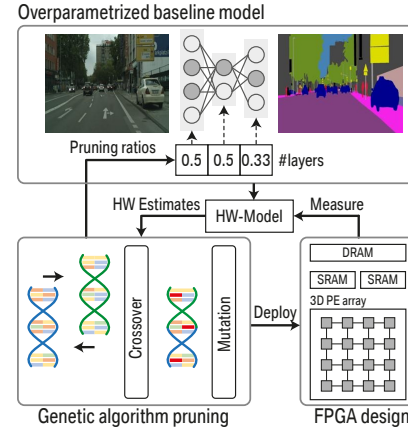 Overparametrized baseline model
Pruning ratios
0.5 0.5 0.33 #layers
HW Estimates
HW-Model
Measure
Crossover
Mutation
Deploy
DRAM
SRAM SRAM
3D PE array
Genetic algorithm pruning
FPGA design